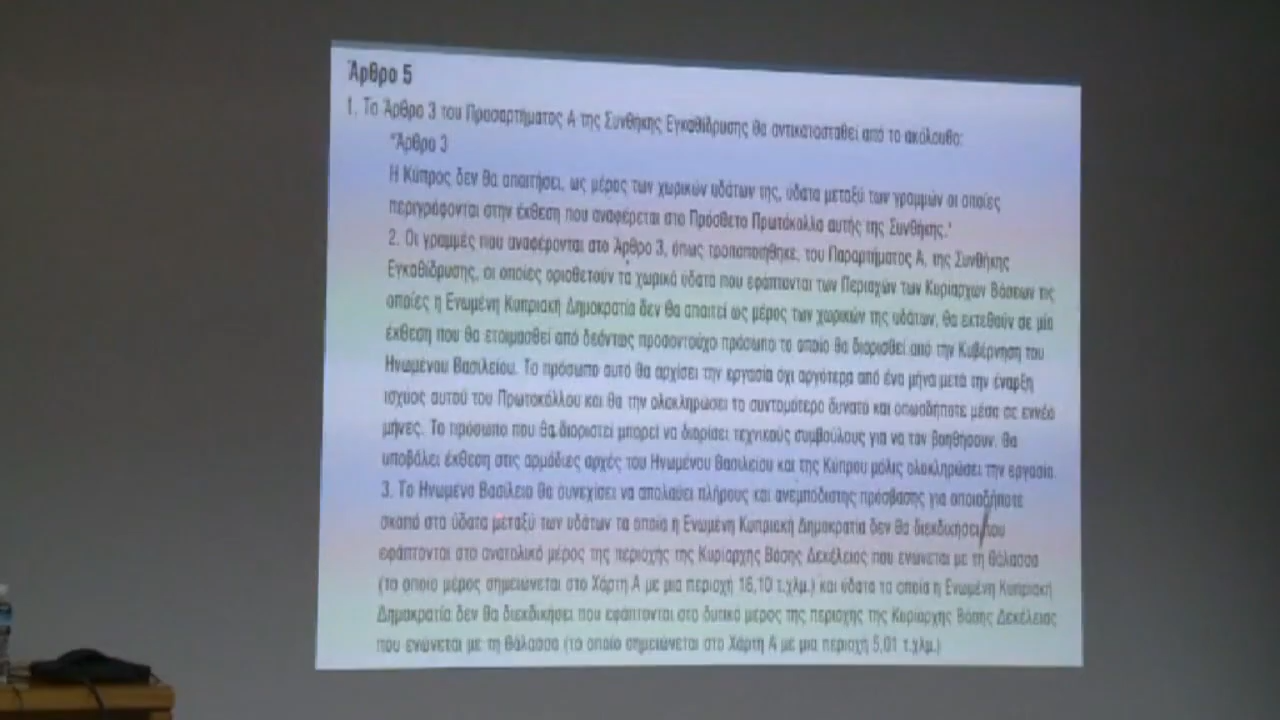 Άρθρο 5
1. Το Άρθρο 3 του Προσαρτήματος Α της Συνθήκης Εγκαθίδρυσης θα αντικατασταθεί από το ακόλουθο:
"Άρθρο 3
Η Κύπρος δεν θα απαιτήσει, ως μέρος των χωρικών υδάτων της, ύδατα μεταξύ των γραμμών οι οποίες
περιγράφονται στην έκθεση που αναφέρεται στο Πρόσθετο Πρωτόκολλο αυτής της Συνθήκης.'
2. Οι γραμμές που αναφέρονται στο Άρθρο 3, όπως τροποποιήθηκε, του Παραρτήματος Α, της Συνθήκης
Εγκαθίδρυσης, οι οποίες οριοθετούν τα χωρικά ύδατα που εφάπτονται των Περιοχών των Κυρίαρχων Βάσεων τις
οποίες η Ενωμένη Κυπριακή Δημοκρατία δεν θα απαιτεί ως μέρος των χωρικών της υδάτων, θα εκτεθούν σε μία
έκθεση που θα ετοιμασθεί από δεόντως προσοντούχο πρόσωπο το οποίο θα διορισθεί από την Κυβέρνηση του
Ηνωμένου Βασιλείου. Το πρόσωπο αυτό θα αρχίσει την εργασία όχι αργότερα από ένα μήνα μετά την έναρξη
ισχύος αυτού του Πρωτοκόλλου και θα την ολοκληρώσει το συντομότερο δυνατό και οπωσδήποτε μέσα σε εννέα
μήνες. Το πρόσωπο που θα διοριστεί μπορεί να διορίσει τεχνικούς συμβούλους για να τον βοηθήσουν. Θα
υποβάλει έκθεση στις αρμόδιες αρχές του Ηνωμένου Βασιλείου και της Κύπρου μόλις ολοκληρώσει την εργασία.
3. Το Ηνωμένο Βασίλειο θα συνεχίσει να απολαύει πλήρους και ανεμπόδιστης πρόσβασης για οποιοδήποτε
σκοπό στα ύδατα μεταξύ των υδάτων τα οποία η Ενωμένη Κυπριακή Δημοκρατία δεν θα διεκδικήσει που
εφάπτονται στο ανατολικό μέρος της περιοχής της Κυρίαρχης Βάσης Δεκέλειας που ενώνεται με τη θάλασσα
(το οποίο μέρος σημειώνεται στο Χάρτη Α με μια περιοχή 16,10 τ.χλμ.) και ύδατα τα οποία η Ενωμένη Κυπριακή
Δημοκρατία δεν θα διεκδικήσει που εφάπτονται στο δυτικό μέρος της περιοχής της Κυρίαρχης Βάσης Δεκέλειας
που ενώνεται με τη θάλασσα (το οποίο σημειώνεται στο Χάρτη Α με μια περιοχή 5,01 τ.χλμ.)